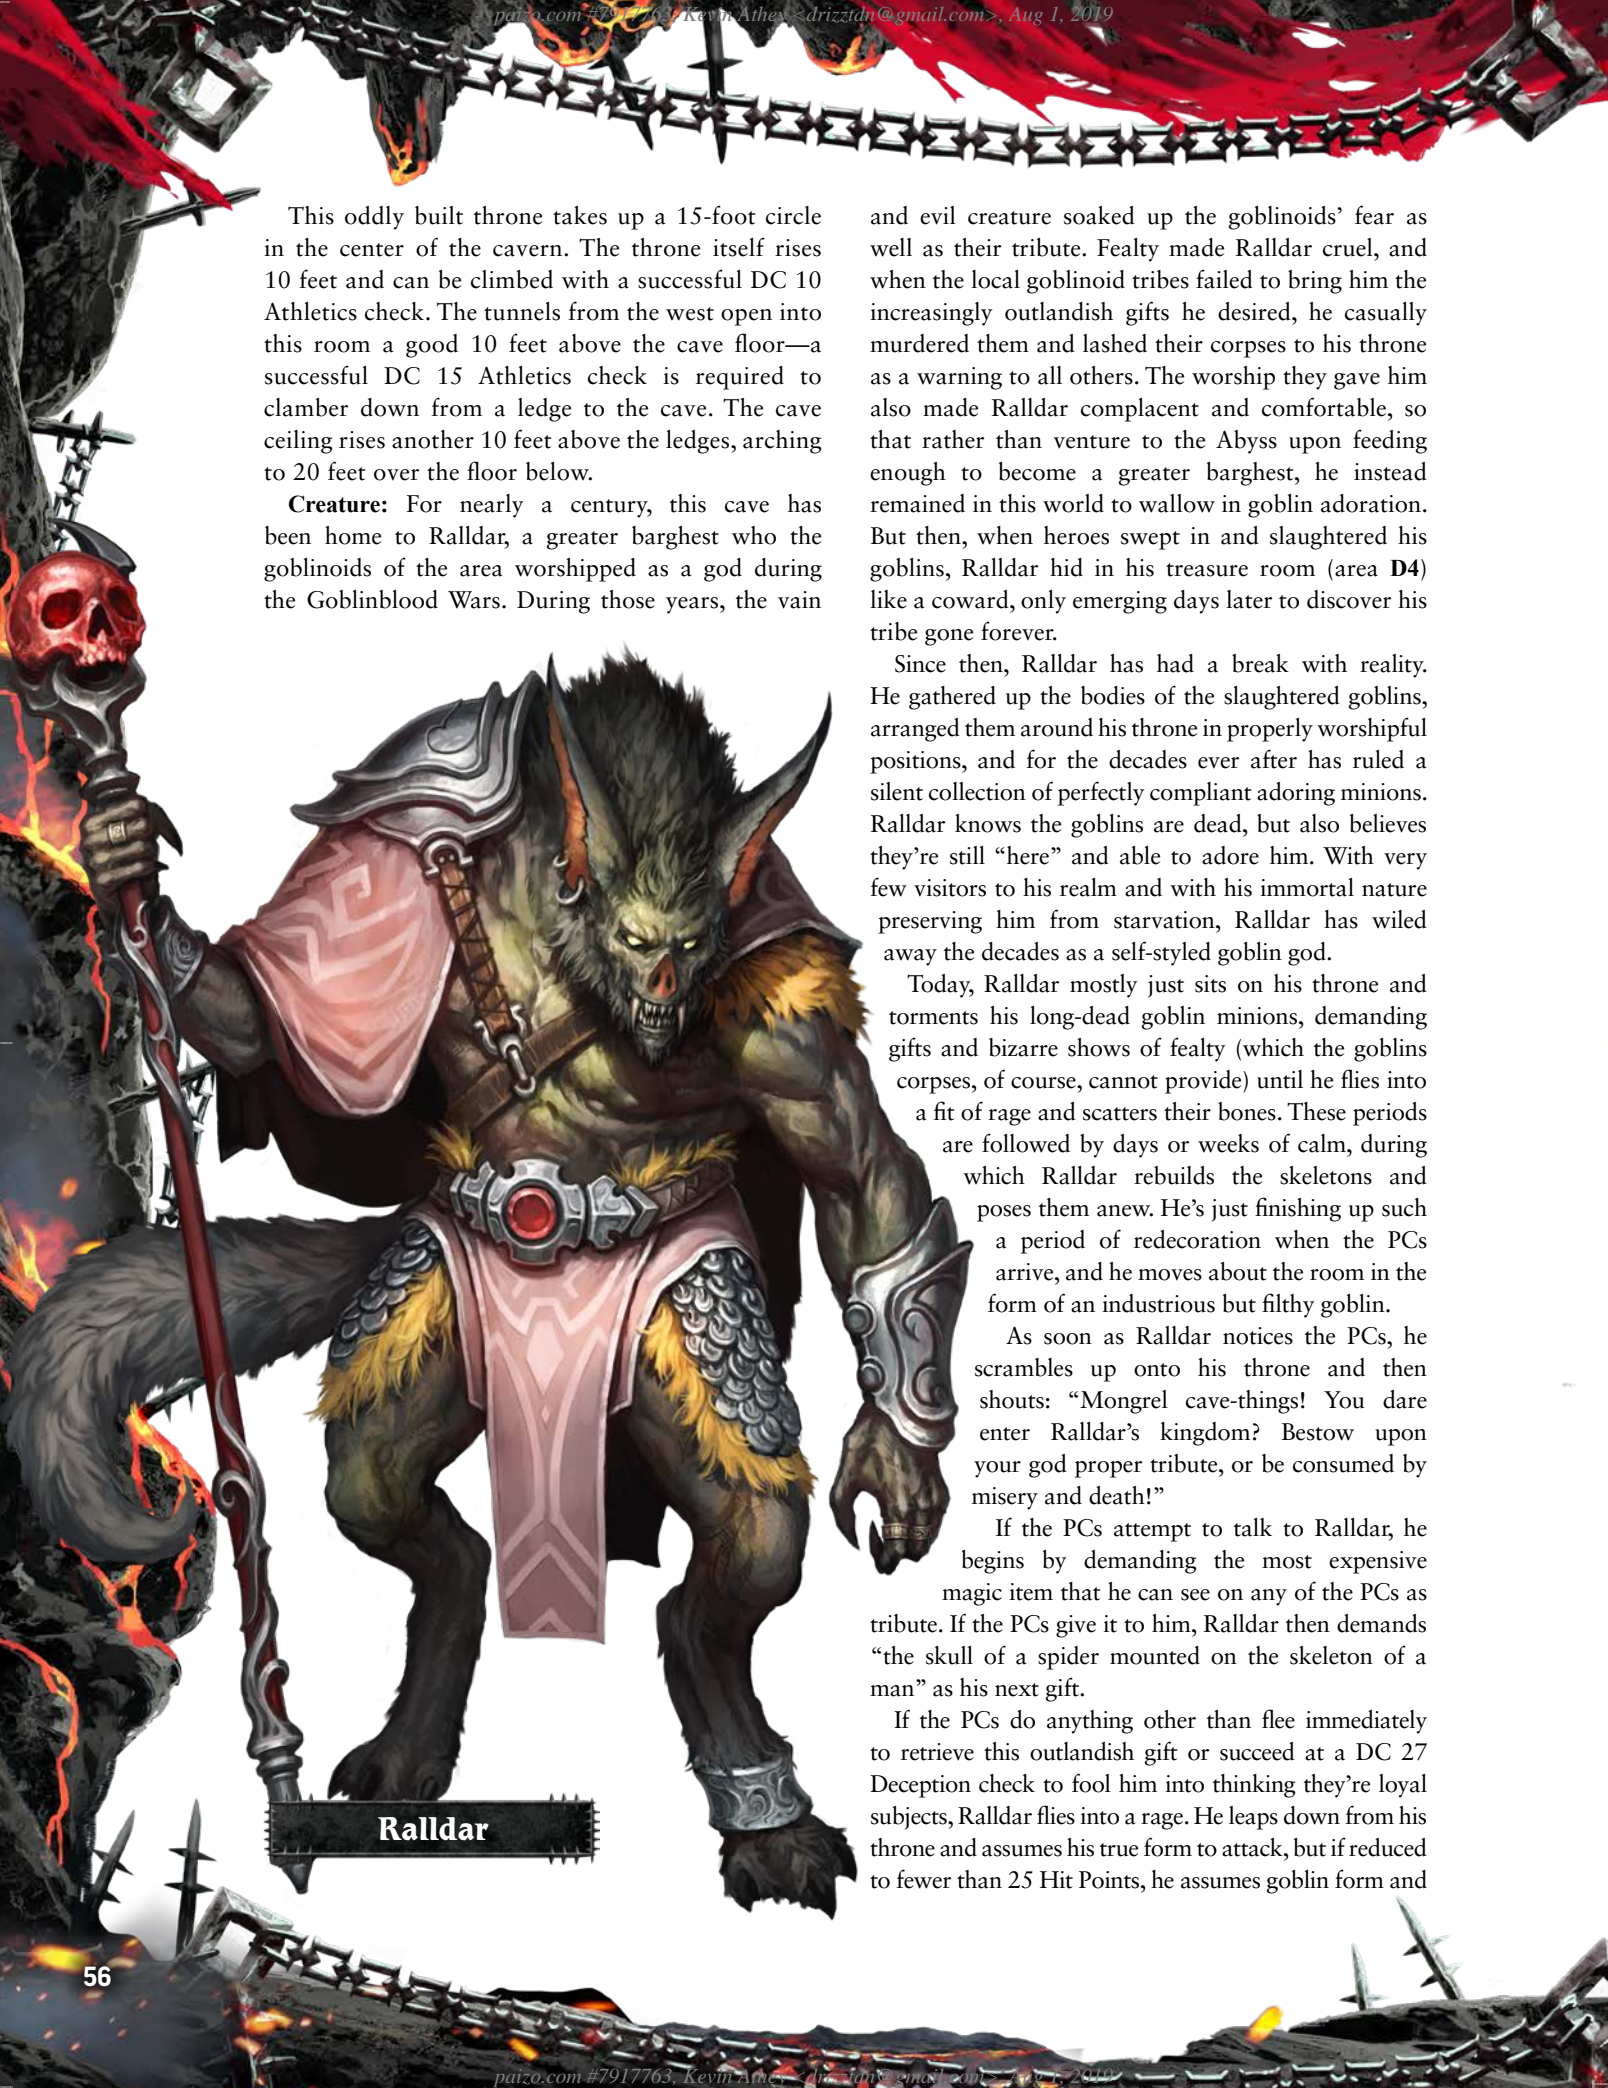 paizo.com #7917763, Kevin Athey <drizztdn@gmail.com>, Aug 1, 2019
This oddly built throne takes up a 15-foot circle
in the center of the cavern. The throne itself rises
10 feet and can be climbed with a successful DC 10
Athletics check. The tunnels from the west open into
this room a good 10 feet above the cave floor—a
successful DC 15 Athletics check is required to
clamber down from a ledge to the cave. The cave
ceiling rises another 10 feet above the ledges, arching
to 20 feet over the floor below.
Creature: For nearly a century, this cave has
been home to Ralldar, a greater barghest who the
goblinoids of the area worshipped as a god during
the Goblinblood Wars. During those years, the vain
and evil creature soaked up the goblinoids’ fear as
well as their tribute. Fealty made Ralldar cruel, and
when the local goblinoid tribes failed to bring him the
increasingly outlandish gifts he desired, he casually
murdered them and lashed their corpses to his throne
as a warning to all others. The worship they gave him
also made Ralldar complacent and comfortable, so
that rather than venture to the Abyss upon feeding
enough to become a greater barghest, he instead
remained in this world to wallow in goblin adoration.
But then, when heroes swept in and slaughtered his
goblins, Ralldar hid in his treasure room (area D4)
like a coward, only emerging days later to discover his
tribe gone forever.
Since then, Ralldar has had a break with reality.
He gathered up the bodies of the slaughtered goblins,
arranged them around his throne in properly worshipful
positions, and for the decades ever after has ruled a
silent collection of perfectly compliant adoring minions.
Ralldar knows the goblins are dead, but also believes
they’re still “here” and able to adore him. With very
few visitors to his realm and with his immortal nature
preserving him from starvation, Ralldar has wiled
away the decades as a self-styled goblin god.
Today, Ralldar mostly just sits on his throne and
torments his long-dead goblin minions, demanding
gifts and bizarre shows of fealty (which the goblins
corpses, of course, cannot provide) until he flies into
a fit of rage and scatters their bones. These periods
are followed by days or weeks of calm, during
which Ralldar rebuilds the skeletons and
poses them anew. He’s just finishing up such
a period of redecoration when the PCs
arrive, and he moves about the room in the
form of an industrious but filthy goblin.
As soon as Ralldar notices the PCs, he
scrambles up onto his throne and then
shouts: “Mongrel cave-things! You dare
enter Ralldar’s kingdom? Bestow upon
your god proper tribute, or be consumed by
misery and death!”
If the PCs attempt to talk to Ralldar, he
begins by demanding the most expensive
magic item that he can see on any of the PCs as
tribute. If the PCs give it to him, Ralldar then demands
“the skull of a spider mounted on the skeleton of a
man” as his next gift.
If the PCs do anything other than flee immediately
to retrieve this outlandish gift or succeed at a DC 27
Deception check to fool him into thinking they’re loyal
subjects, Ralldar flies into a rage. He leaps down from his
throne and assumes his true form to attack, but if reduced
to fewer than 25 Hit Points, he assumes goblin form and
Ralldar
56
paizo.com #7917763, Kevin Athey <drizztdn@gmail.com>, Aug 1, 2019